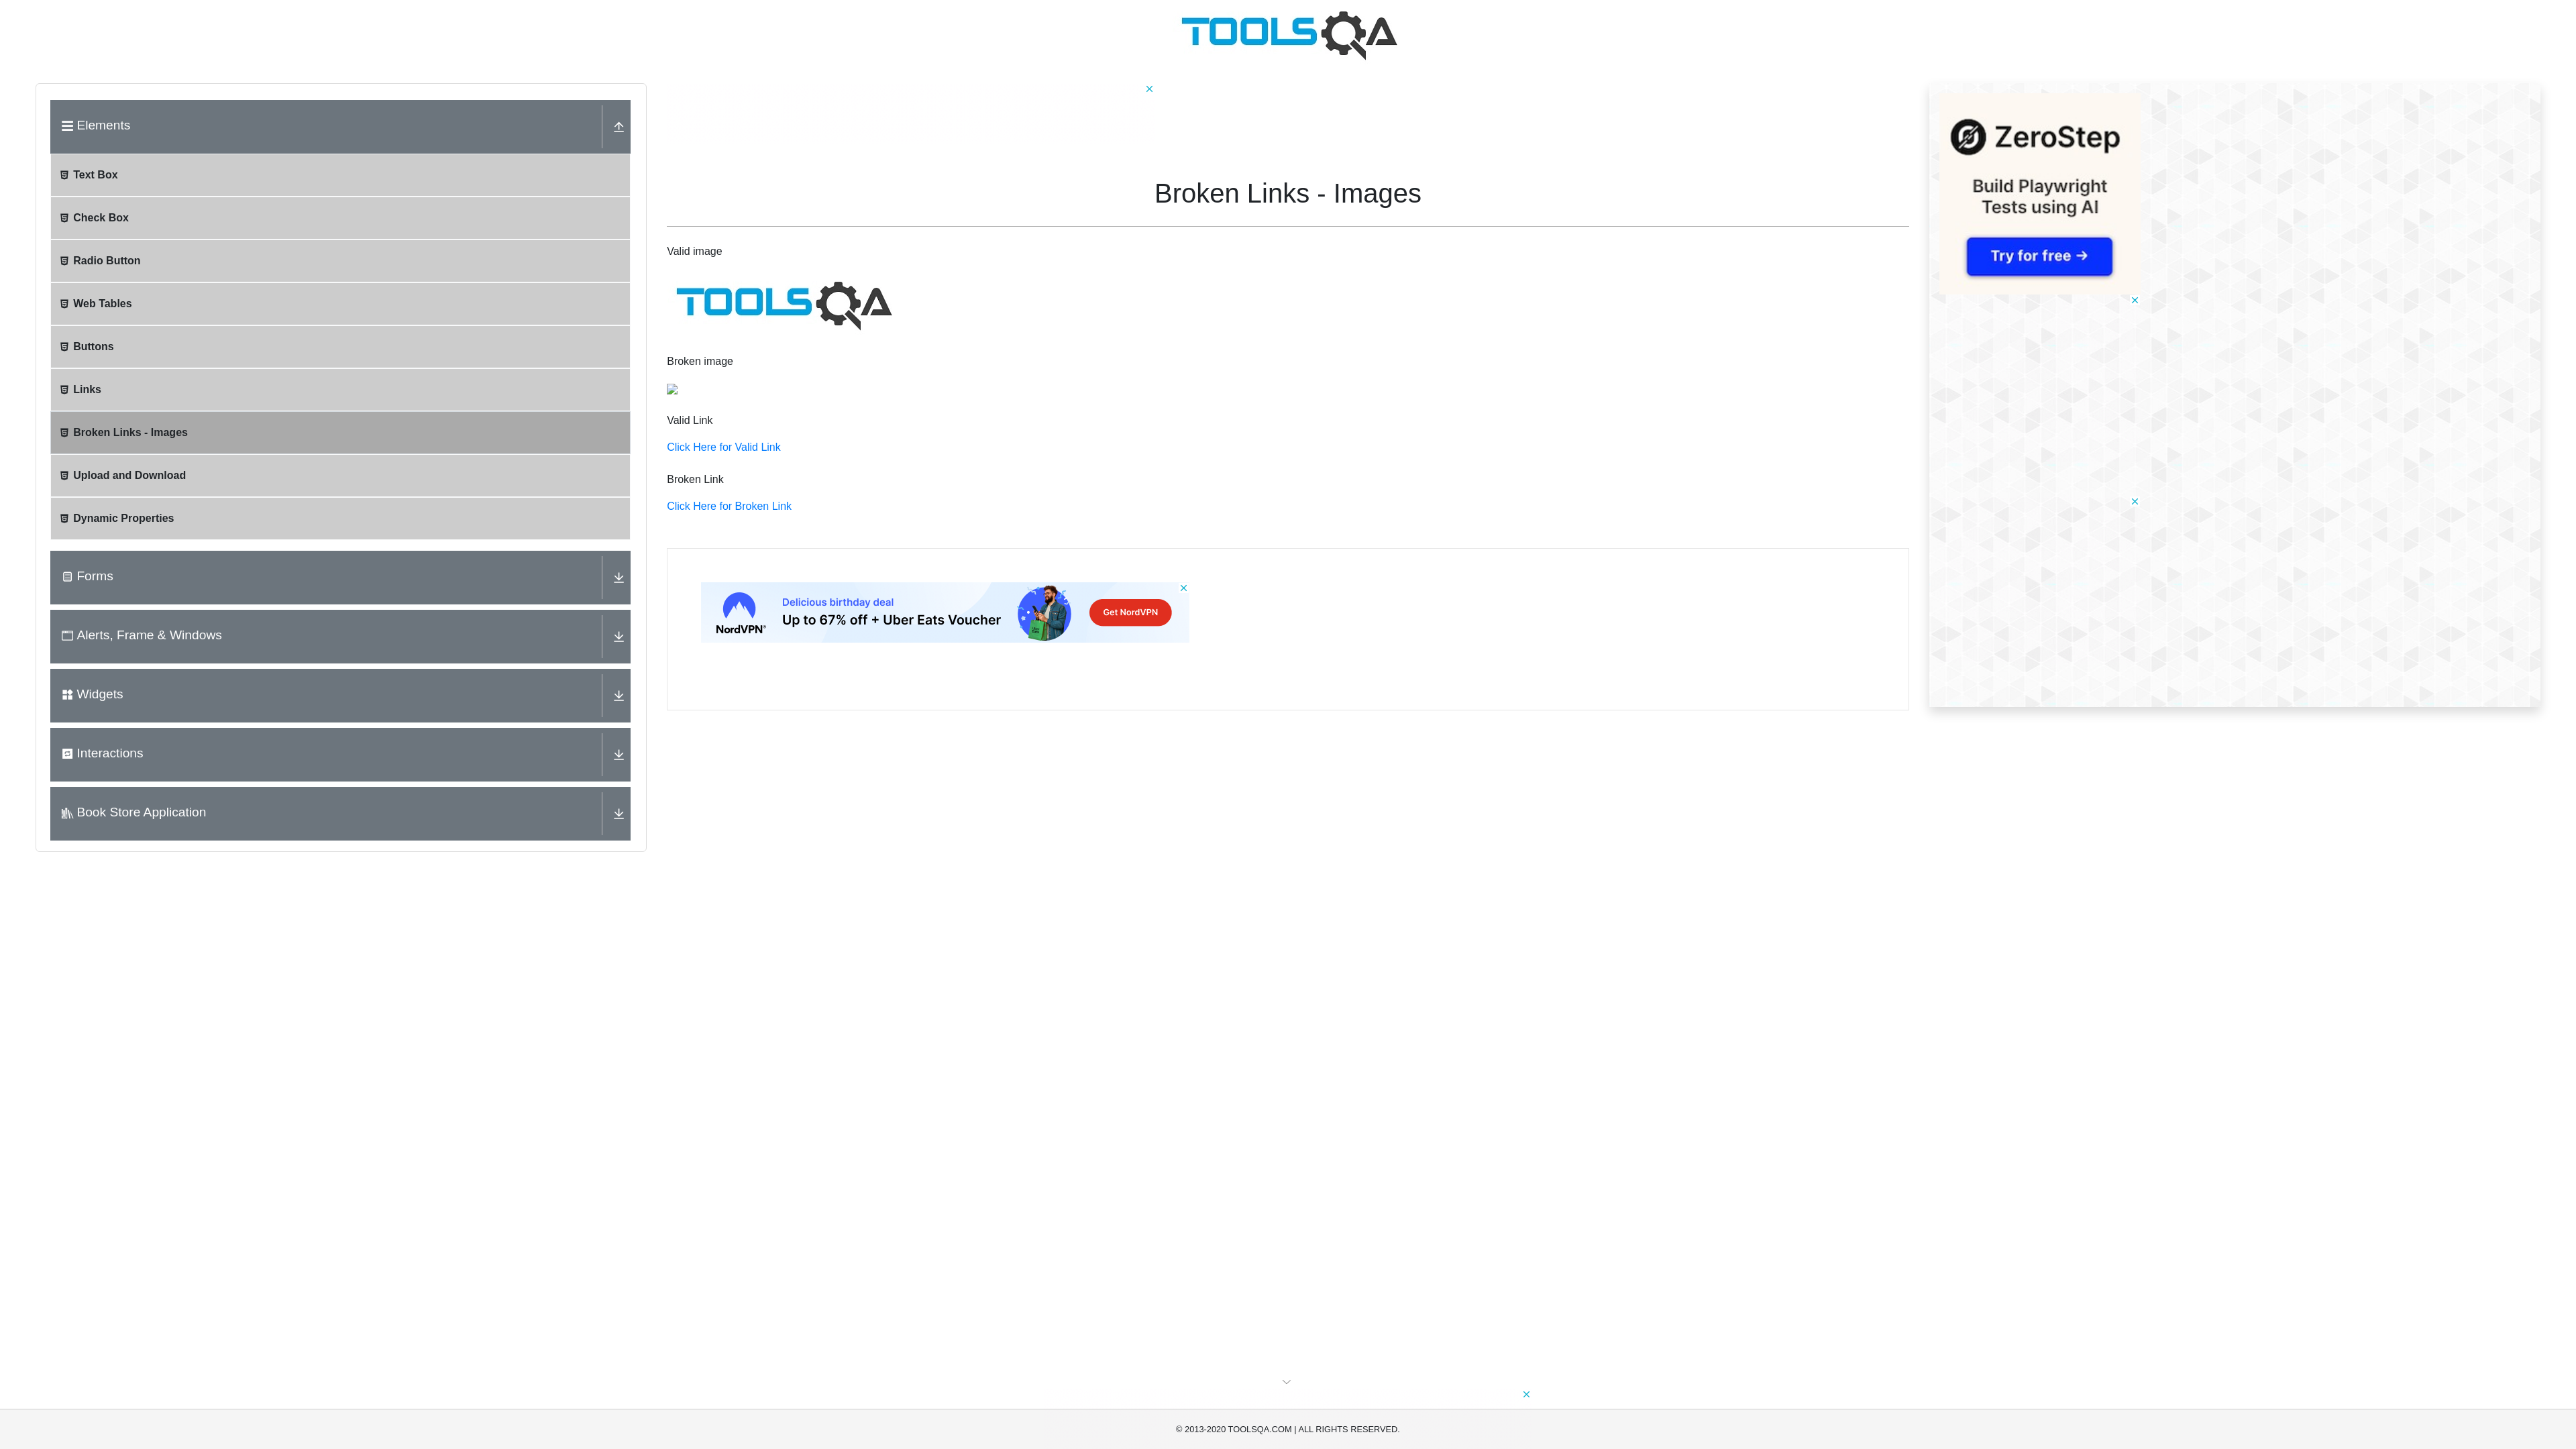 TOOLSQA
Elements
Text Box
Check Box
Radio Button
Web Tables
Buttons
Links
Broken Links - Images
Upload and Download
Dynamic Properties
Forms
Alerts, Frame & Windows
Widgets
Interactions
Book Store Application
Broken Links - Images
Valid image
TOOLSQA
Broken image
Valid Link
Click Here for Valid Link
Broken Link
Click Here for Broken Link
NordVPN®
Delicious birthday deal
Up to 67% off + Uber Eats Voucher
Get NordVPN
ZeroStep
Build Playwright
Tests using AI
Try for free →
© 2013-2020 TOOLSQA.COM | ALL RIGHTS RESERVED.